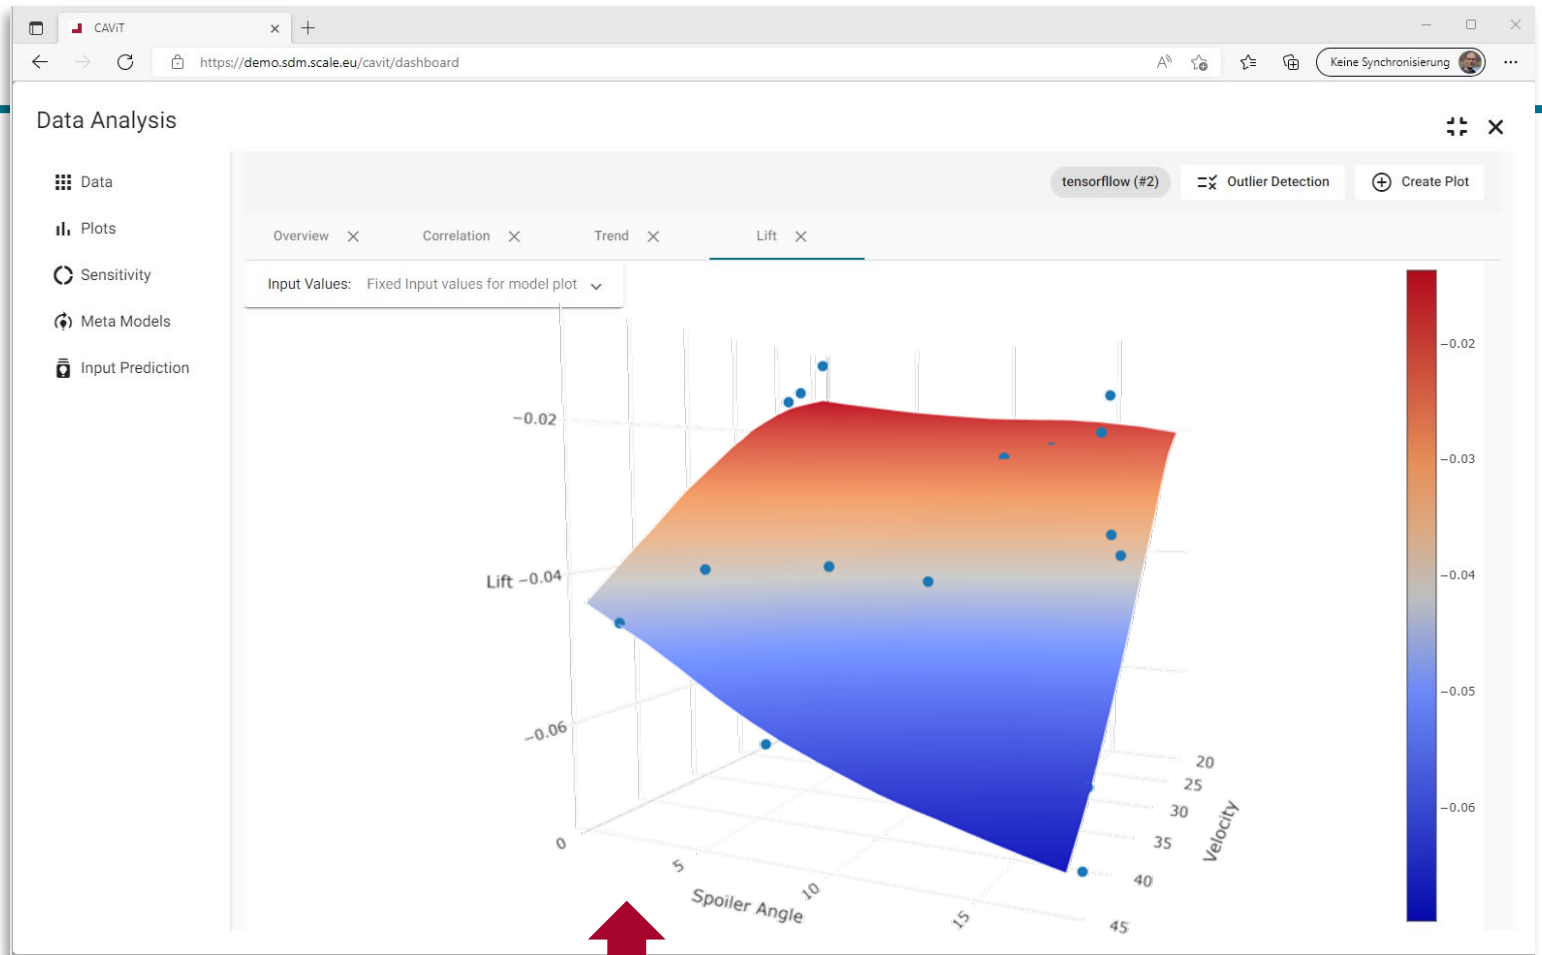 CAViT
https://demo.sdm.scale.eu/cavit/dashboard
Keine Synchronisierung
Data Analysis
Data
Plots
Sensitivity
Meta Models
Input Prediction
tensorfllow (#2)
Outlier Detection
Create Plot
Overview
Correlation
Trend
Lift
Input Values: Fixed Input values for model plot
−0.02
Lift −0.04
−0.06
0
5
10
15
Spoiler Angle
20
25
30
35
40
45
Velocity
−0.02
−0.03
−0.04
−0.05
−0.06